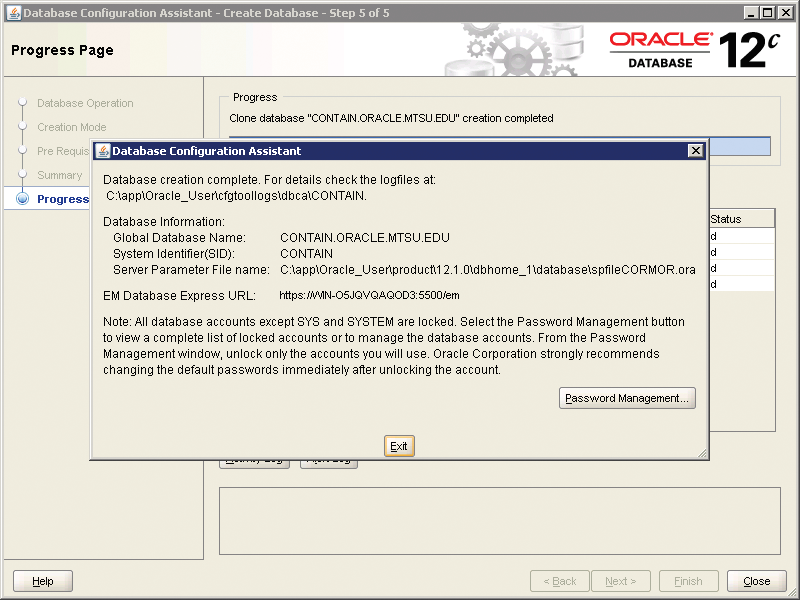 Database Configuration Assistant - Create Database - Step 5 of 5
Progress Page
ORACLE
DATABASE
12c
Database Operation
Creation Mode
Pre Requis
Summary
Progress
Progress
Clone database "CONTAIN.ORACLE.MTSU.EDU" creation completed
Status
d
d
d
d
Database Configuration Assistant
Database creation complete. For details check the logfiles at:
C:\app\Oracle_User\cfgtoollogs\dbca\CONTAIN.
Database Information:
Global Database Name: CONTAIN.ORACLE.MTSU.EDU
System Identifier(SID): CONTAIN
Server Parameter File name: C:\app\Oracle_User\product\12.1.0\dbhome_1\database\spfileCORMOR.ora
EM Database Express URL: https://WIN-O5JQVQAQOD3:5500/em
Note: All database accounts except SYS and SYSTEM are locked. Select the Password Management button
to view a complete list of locked accounts or to manage the database accounts. From the Password
Management window, unlock only the accounts you will use. Oracle Corporation strongly recommends
changing the default passwords immediately after unlocking the account.
Password Management...
Exit
Help
< Back
Next >
Finish
Close